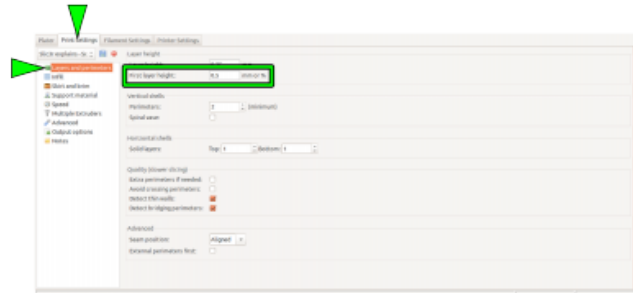 Plater Print Settings Filament Settings Printer Settings
Layers and perimeters
Infill
Skirt and brim
Support material
Speed
Multiple Extruders
Advanced
Output options
Notes
Layer height
First layer height: 0.5 mm or %
Vertical shells
Perimeters: 3 (minimum)
Spiral vase:
Horizontal shells
Solid layers: Top: Bottom:
Quality (slower slicing)
Extra perimeters if needed:
Avoid crossing perimeters:
Detect thin walls:
Detect bridging perimeters:
Advanced
Seam position: Aligned
External perimeters first: